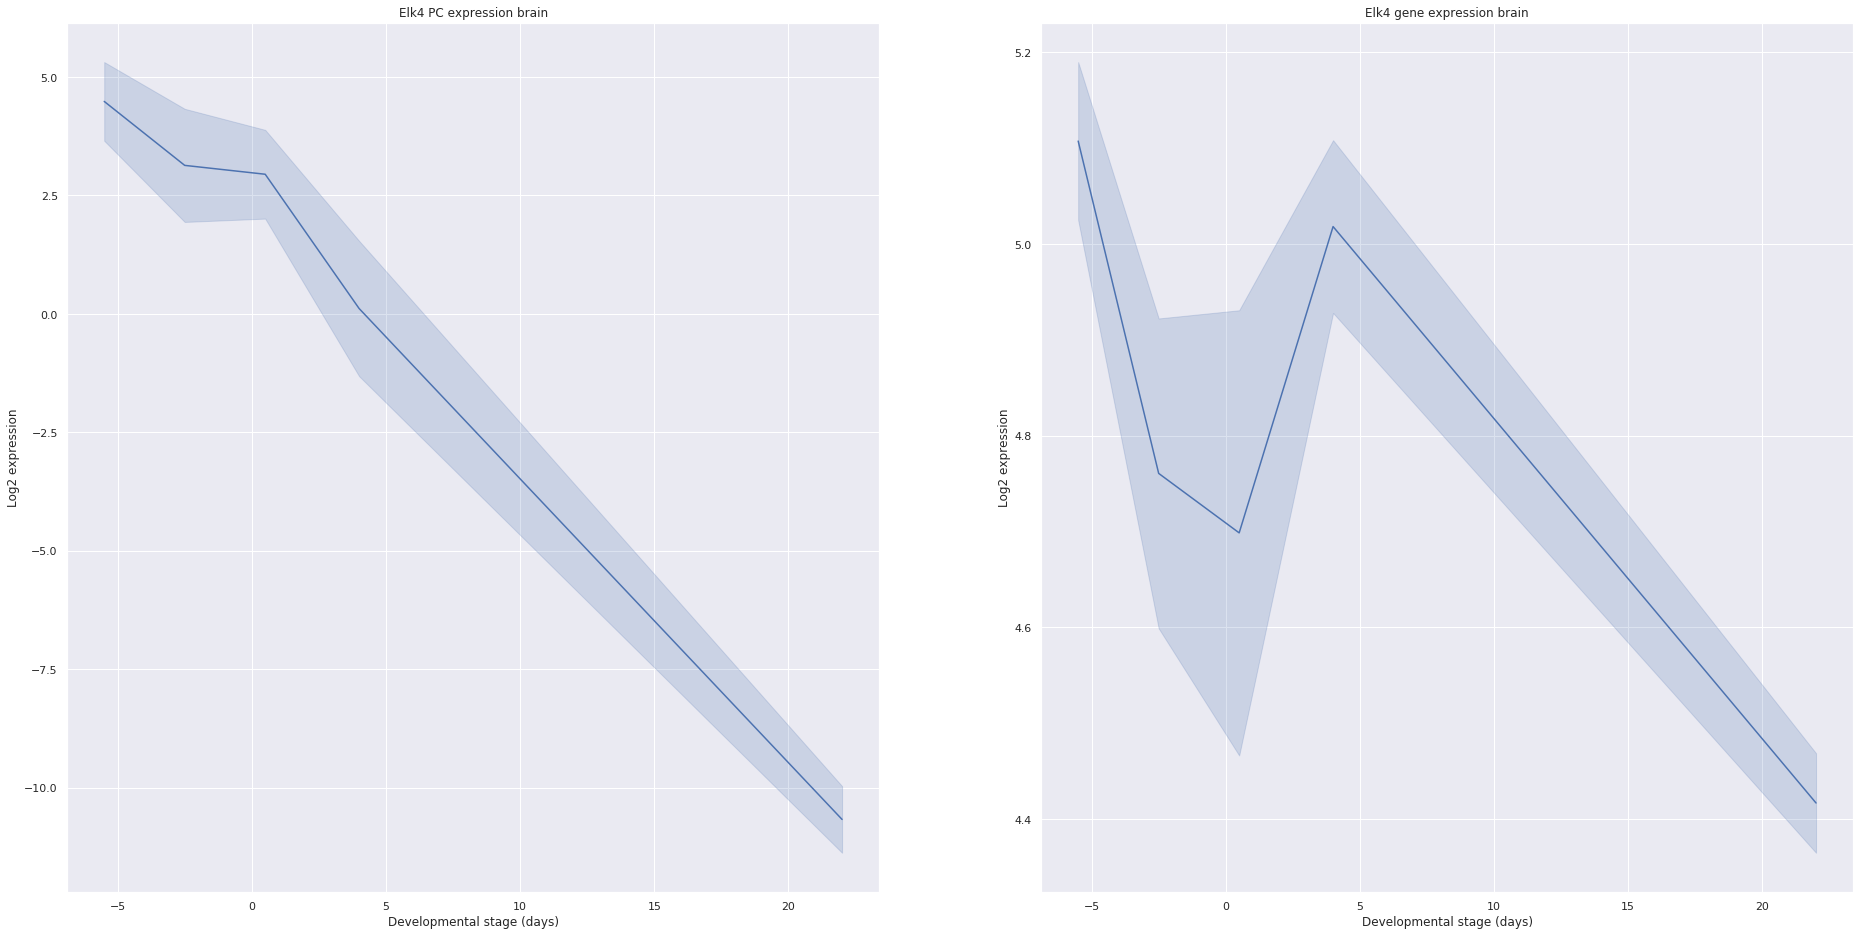 Elk4 PC expression brain
Log2 expression
5.0
2.5
0.0
−2.5
−5.0
−7.5
−10.0
−5 0 5 10 15 20
Developmental stage (days)
Elk4 gene expression brain
Log2 expression
5.2
5.0
4.8
4.6
4.4
−5 0 5 10 15 20
Developmental stage (days)